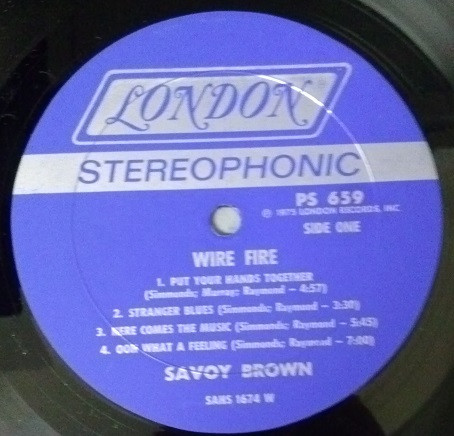 LONDON
STEREOPHONIC
PS 659
℗ 1975 LONDON RECORDS, INC.
SIDE ONE
WIRE FIRE
1. PUT YOUR HANDS TOGETHER
(Simmonds; Murray; Raymond – 4:57)
2. STRANGER BLUES (Simmonds; Raymond – 3:30)
3. HERE COMES THE MUSIC (Simmonds; Raymond – 5:45)
4. OOH WHAT A FEELING (Simmonds; Raymond – 7:00)
SAVOY BROWN
SAHS 1674 W